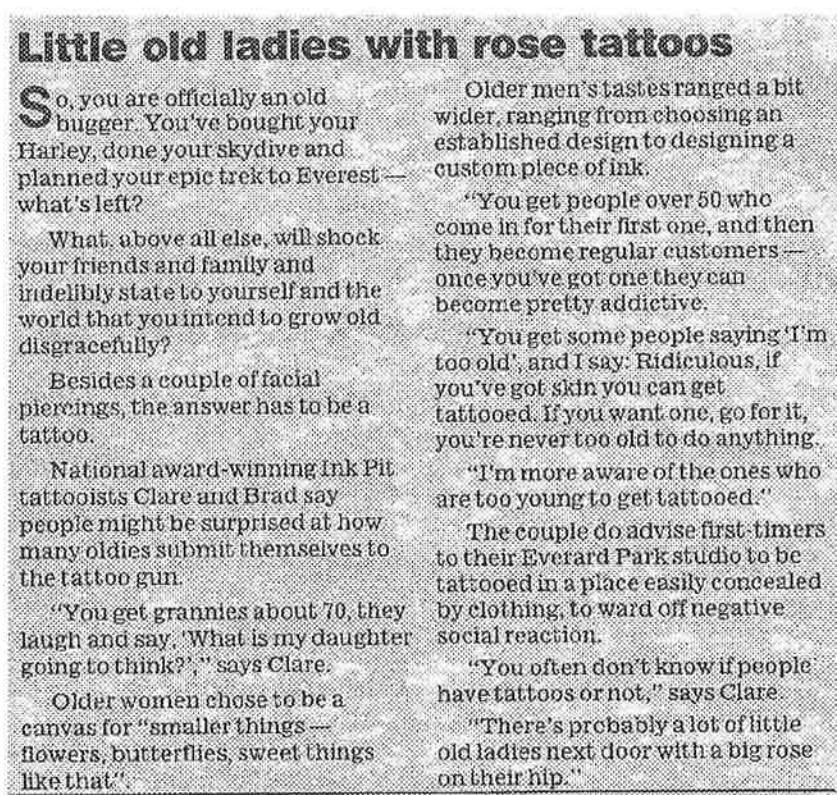 Little old ladies with rose tattoos
So, you are officially an old
bugger. You've bought your
Harley, done your skydive and
planned your epic trek to Everest —
what's left?
What, above all else, will shock
your friends and family and
indelibly state to yourself and the
world that you intend to grow old
disgracefully?
Besides a couple of facial
piercings, the answer has to be a
tattoo.
National award-winning Ink Pit
tattooists Clare and Brad say
people might be surprised at how
many oldies submit themselves to
the tattoo gun.
"You get grannies about 70, they
laugh and say, 'What is my daughter
going to think?'," says Clare.
Older women chose to be a
canvas for "smaller things —
flowers, butterflies, sweet things
like that".
Older men's tastes ranged a bit
wider, ranging from choosing an
established design to designing a
custom piece of ink.
"You get people over 50 who
come in for their first one, and then
they become regular customers —
once you've got one they can
become pretty addictive.
"You get some people saying 'I'm
too old', and I say: Ridiculous, if
you've got skin you can get
tattooed. If you want one, go for it,
you're never too old to do anything.
"I'm more aware of the ones who
are too young to get tattooed."
The couple do advise first-timers
to their Everard Park studio to be
tattooed in a place easily concealed
by clothing, to ward off negative
social reaction.
"You often don't know if people
have tattoos or not," says Clare.
"There's probably a lot of little
old ladies next door with a big rose
on their hip."